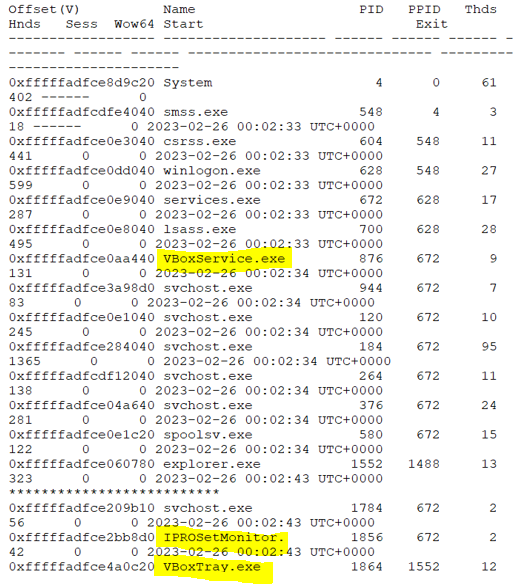 Offset(V) Name PID PPID Thds
Hnds Sess Wow64 Start Exit
------------------ -------------------- ------ ------ ------ -
------- ------ ------ ------------------------------ ---------
---------------------
0xfffffadfce8d9c20 System 4 0 61
402 ------ 0
0xfffffadfcdfe4040 smss.exe 548 4 3
18 ------ 0 2023-02-26 00:02:33 UTC+0000
0xfffffadfce0e3040 csrss.exe 604 548 11
441 0 0 2023-02-26 00:02:33 UTC+0000
0xfffffadfce0dd040 winlogon.exe 628 548 27
599 0 0 2023-02-26 00:02:33 UTC+0000
0xfffffadfce0e9040 services.exe 672 628 17
287 0 0 2023-02-26 00:02:33 UTC+0000
0xfffffadfce0e8040 lsass.exe 700 628 28
495 0 0 2023-02-26 00:02:33 UTC+0000
0xfffffadfce0aa440 VBoxService.exe 876 672 9
131 0 0 2023-02-26 00:02:34 UTC+0000
0xfffffadfce3a98d0 svchost.exe 944 672 7
83 0 0 2023-02-26 00:02:34 UTC+0000
0xfffffadfce0e1040 svchost.exe 120 672 10
245 0 0 2023-02-26 00:02:34 UTC+0000
0xfffffadfce284040 svchost.exe 184 672 95
1365 0 0 2023-02-26 00:02:34 UTC+0000
0xfffffadfcdf12040 svchost.exe 264 672 11
138 0 0 2023-02-26 00:02:34 UTC+0000
0xfffffadfce04a640 svchost.exe 376 672 24
281 0 0 2023-02-26 00:02:34 UTC+0000
0xfffffadfce0e1c20 spoolsv.exe 580 672 15
122 0 0 2023-02-26 00:02:34 UTC+0000
0xfffffadfce060780 explorer.exe 1552 1488 13
323 0 0 2023-02-26 00:02:43 UTC+0000
**************************
0xfffffadfce209b10 svchost.exe 1784 672 2
56 0 0 2023-02-26 00:02:43 UTC+0000
0xfffffadfce2bb8d0 IPROSetMonitor. 1856 672 2
42 0 0 2023-02-26 00:02:43 UTC+0000
0xfffffadfce4a0c20 VBoxTray.exe 1864 1552 12